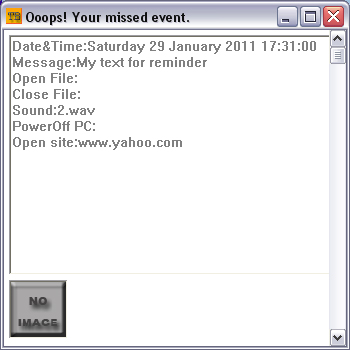 Ooops! Your missed event.
Date&Time:Saturday 29 January 2011 17:31:00
Message:My text for reminder
Open File:
Close File:
Sound:2.wav
PowerOff PC:
Open site:www.yahoo.com
NO
IMAGE